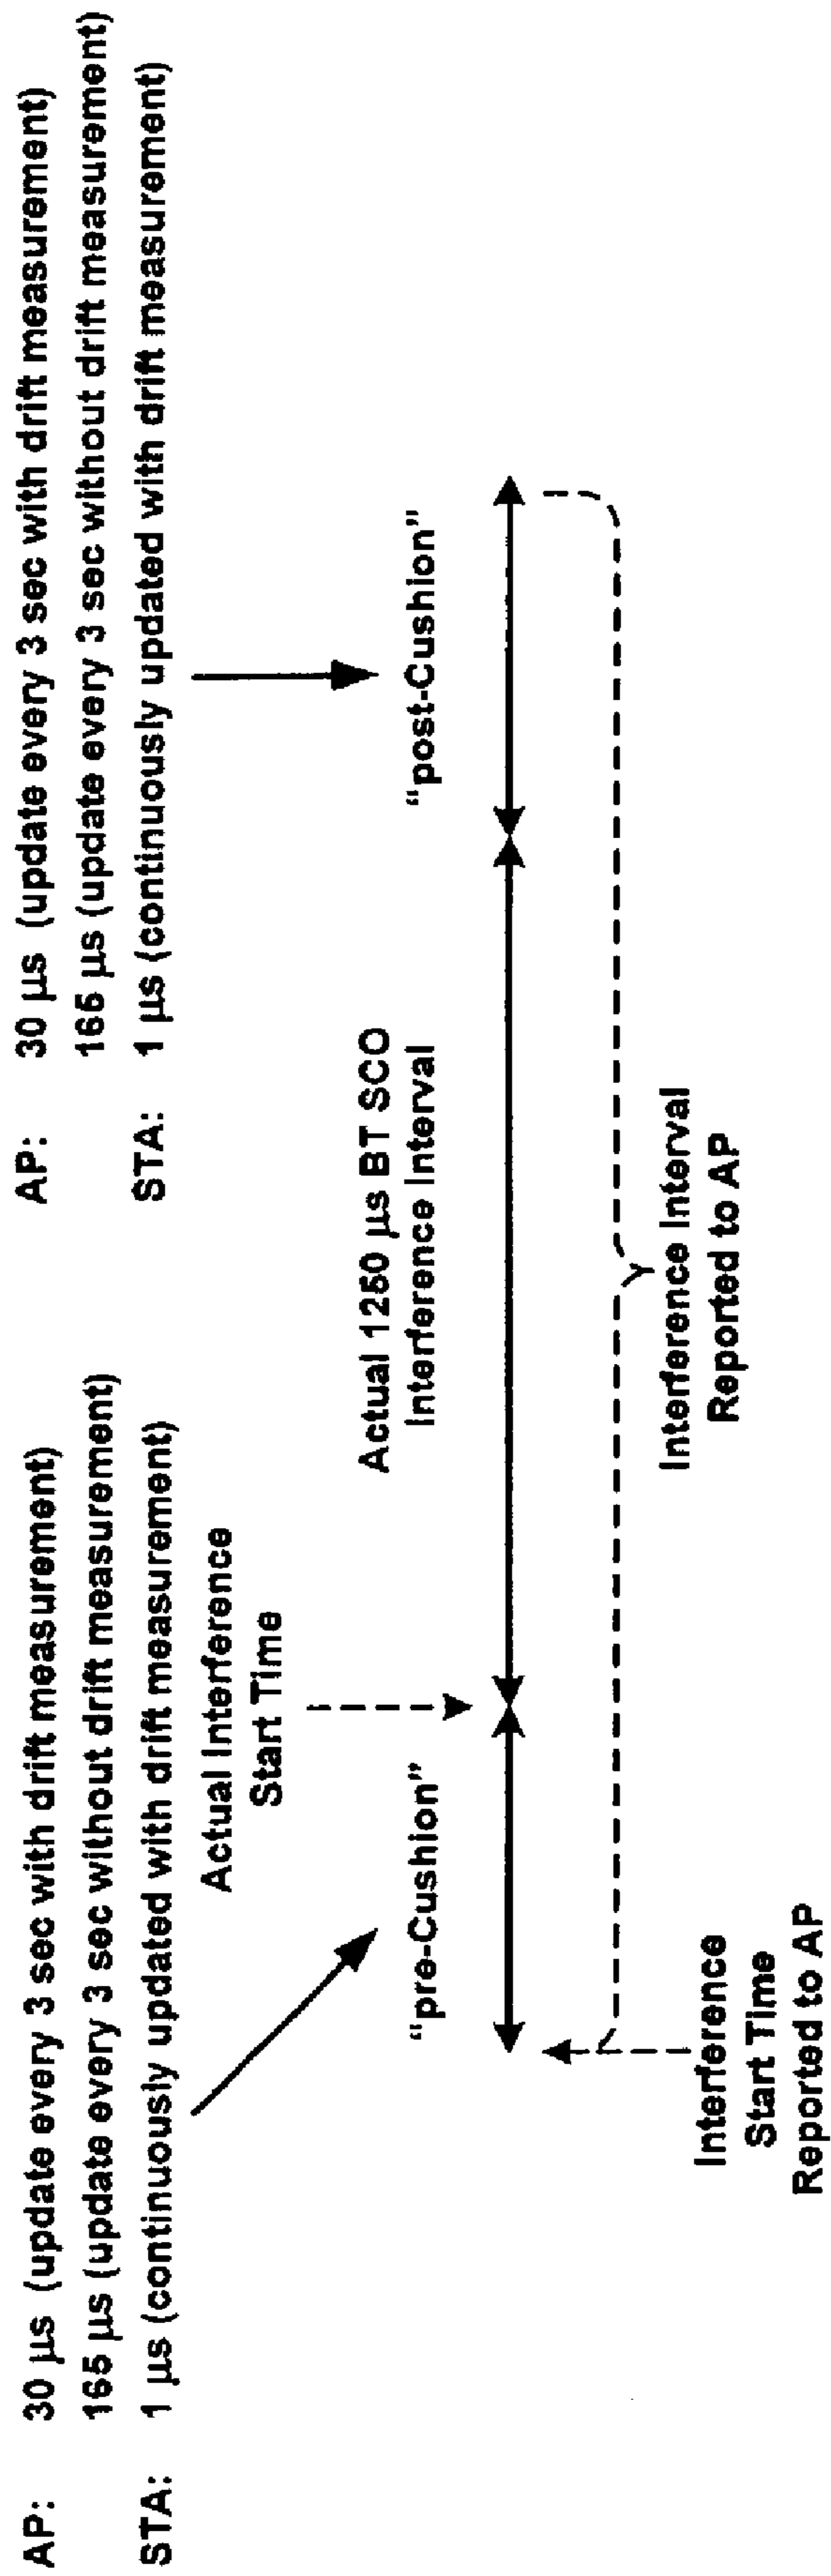 AP: 30 µs (update every 3 sec with drift measurement)
165 µs (update every 3 sec without drift measurement)
STA: 1 µs (continuously updated with drift measurement)
AP: 30 µs (update every 3 sec with drift measurement)
165 µs (update every 3 sec without drift measurement)
STA: 1 µs (continuously updated with drift measurement)
Actual Interference
Start Time
Actual 1250 µs BT SCO
Interference Interval
"pre-Cushion"
"post-Cushion"
Interference
Start Time
Reported to AP
Interference Interval
Reported to AP